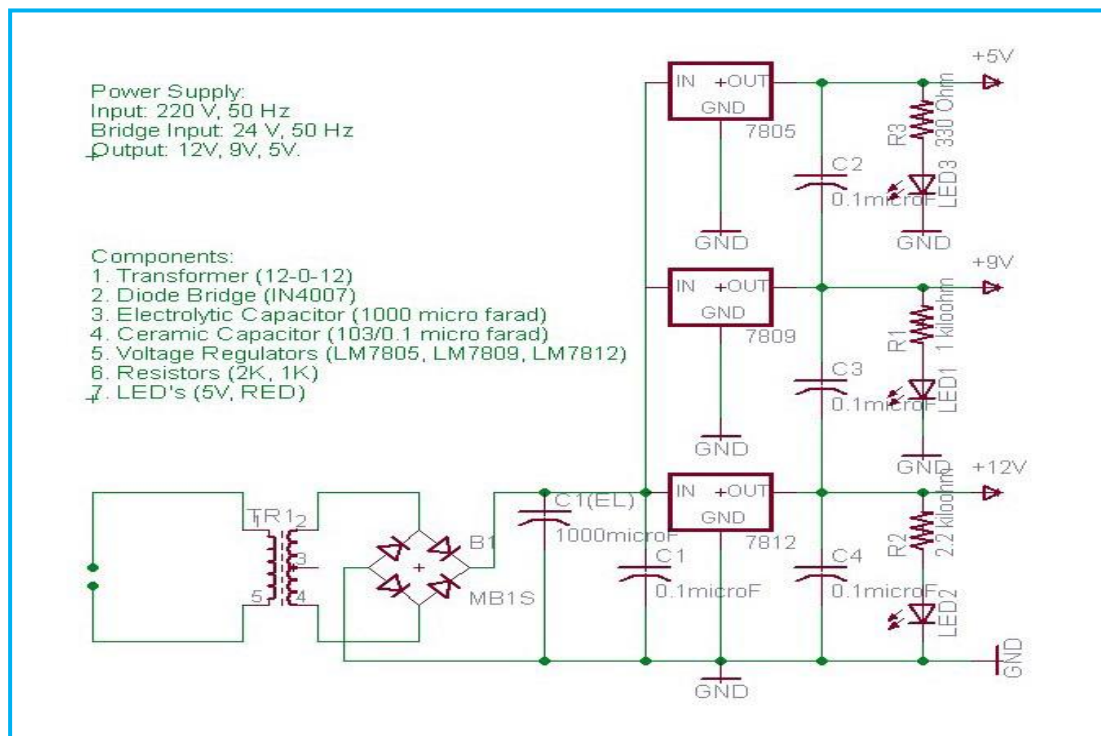 Power Supply:
Input: 220 V, 50 Hz
Bridge Input: 24 V, 50 Hz
Output: 12V, 9V, 5V.
Components:
1. Transformer (12-0-12)
2. Diode Bridge (IN4007)
3. Electrolytic Capacitor (1000 micro farad)
4. Ceramic Capacitor (103/0.1 micro farad)
5. Voltage Regulators (LM7805, LM7809, LM7812)
6. Resistors (2K, 1K)
7. LED's (5V, RED)
+5V
IN +OUT
GND
7805
R3
330 Ohm
C2
0.1microF
LED3
GND
GND
+9V
IN +OUT
GND
7809
R1
1 kiloohm
C3
0.1microF
LED1
GND
GND
+12V
IN +OUT
GND
7812
R2
2.2 kiloohm
C1(EL)
1000microF
C1
0.1microF
C4
0.1microF
LED2
TR1
1
2
3
4
5
B1
MB1S
GND
GND